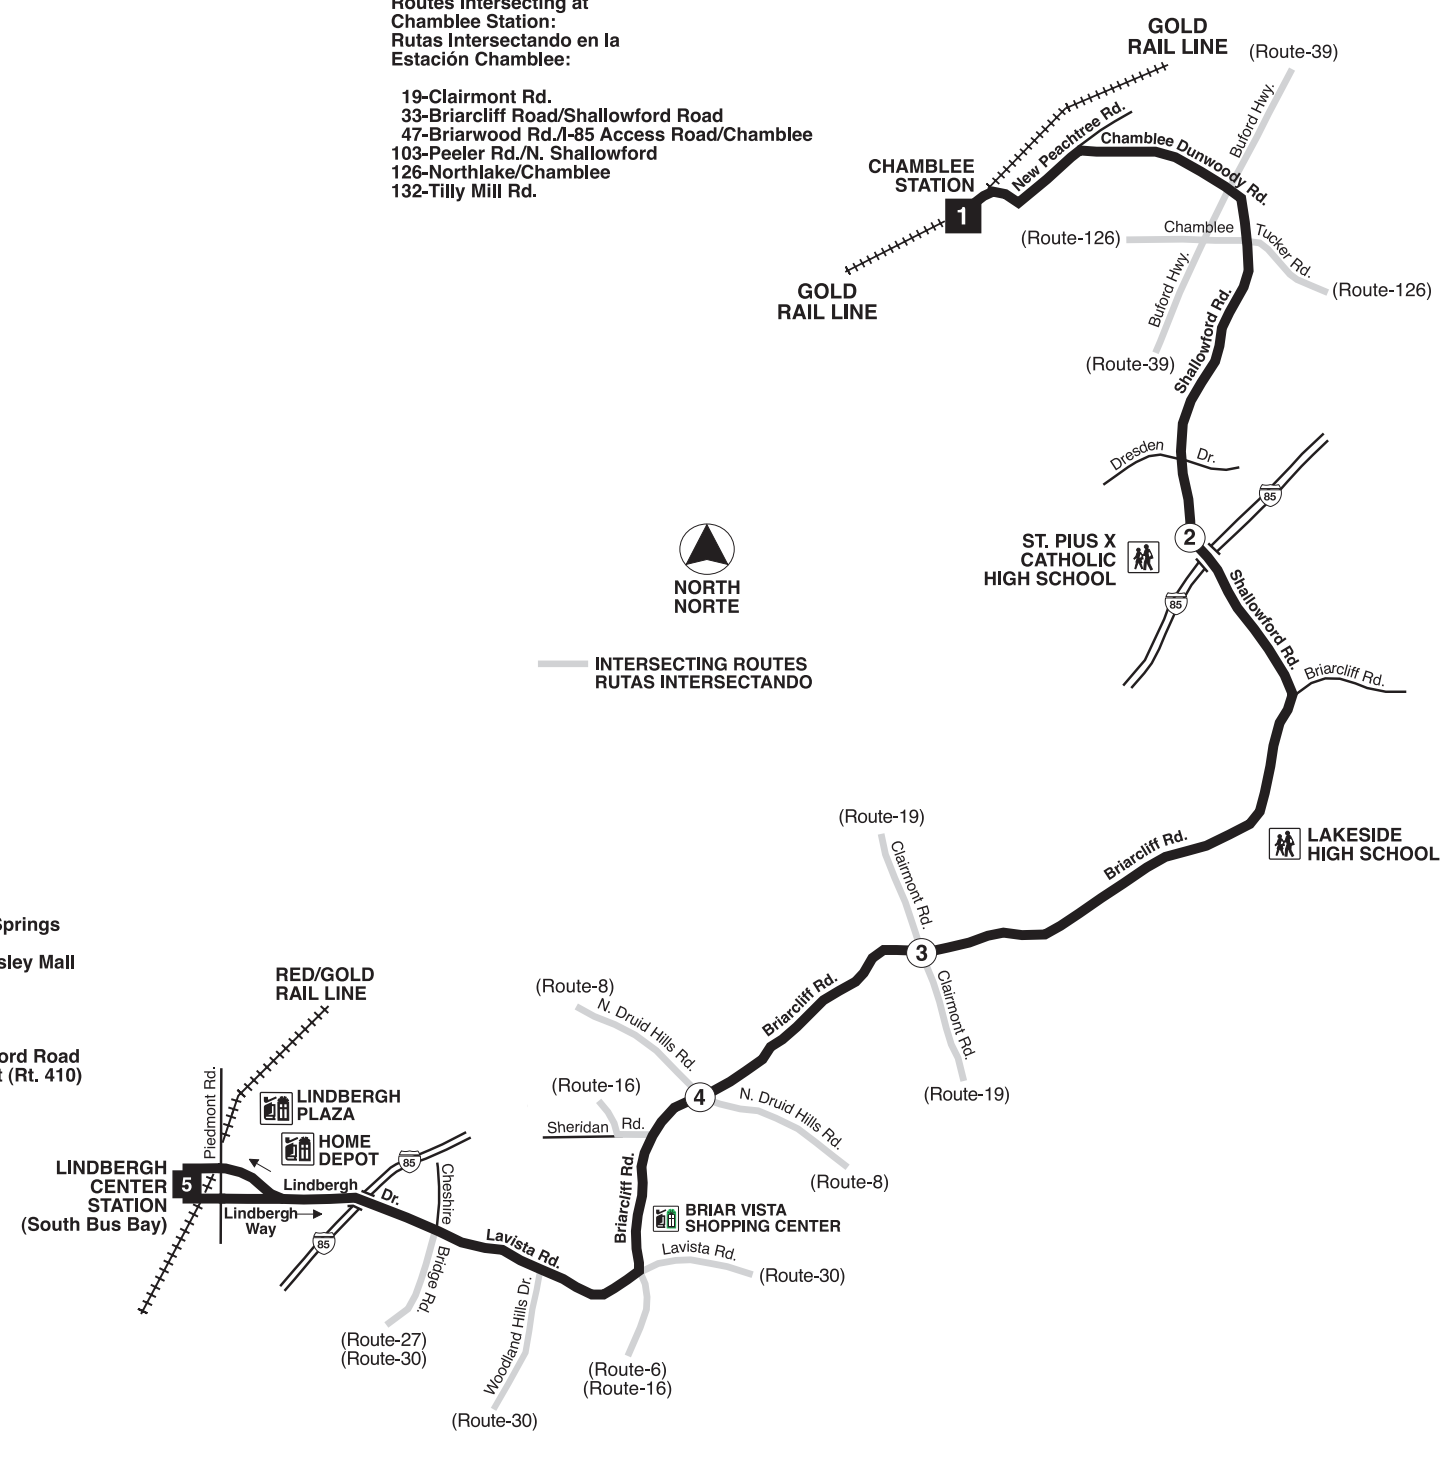 Routes Intersecting at
Chamblee Station:
Rutas Intersectando en la
Estación Chamblee:
19-Clairmont Rd.
33-Briarcliff Road/Shallowford Road
47-Briarwood Rd./I-85 Access Road/Chamblee
103-Peeler Rd./N. Shallowford
126-Northlake/Chamblee
132-Tilly Mill Rd.
GOLD
RAIL LINE
(Route-39)
Buford Hwy.
New Peachtree Rd.
Chamblee Dunwoody Rd.
CHAMBLEE
STATION
1
(Route-126)
Chamblee
Tucker Rd.
(Route-126)
GOLD
RAIL LINE
Buford Hwy.
(Route-39)
Shallowford Rd.
Dresden
Dr.
85
2
ST. PIUS X
CATHOLIC
HIGH SCHOOL
85
Shallowford Rd.
Briarcliff Rd.
NORTH
NORTE
INTERSECTING ROUTES
RUTAS INTERSECTANDO
(Route-19)
Clairmont Rd.
Briarcliff Rd.
LAKESIDE
HIGH SCHOOL
3
Clairmont Rd.
(Route-19)
Briarcliff Rd.
Springs
sley Mall
ord Road
t (Rt. 410)
RED/GOLD
RAIL LINE
(Route-8)
N. Druid Hills Rd.
4
N. Druid Hills Rd.
(Route-8)
(Route-16)
Sheridan
Rd.
Briarcliff Rd.
BRIAR VISTA
SHOPPING CENTER
Lavista Rd.
(Route-30)
Piedmont Rd.
LINDBERGH
PLAZA
HOME
DEPOT
LINDBERGH
CENTER
STATION
(South Bus Bay)
5
Lindbergh
Dr.
Lindbergh
Way
85
85
Cheshire
Bridge Rd.
Lavista Rd.
Woodland Hills Dr.
(Route-27)
(Route-30)
(Route-30)
(Route-6)
(Route-16)